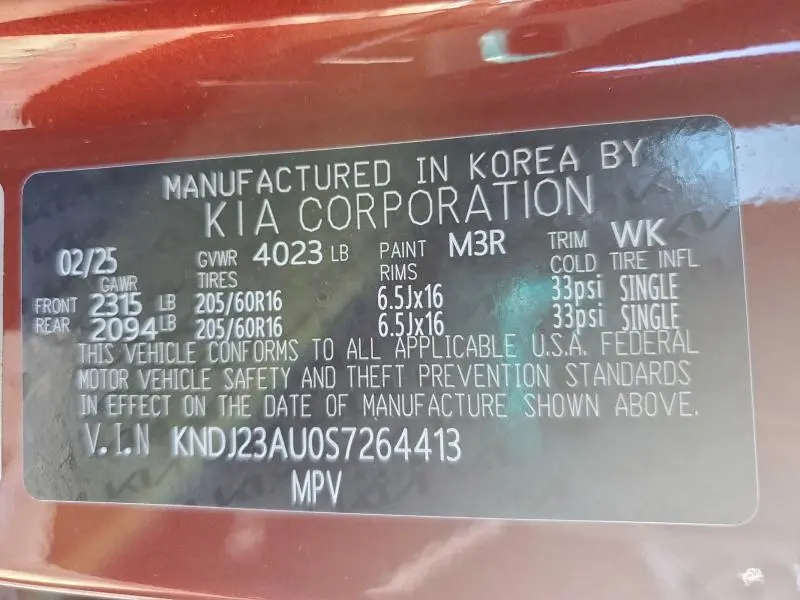 MANUFACTURED IN KOREA BY
KIA CORPORATION
02/25 GVWR 4023 LB PAINT M3R TRIM WK
GAWR TIRES RIMS COLD TIRE INFL
FRONT 2315 LB 205/60R16 6.5Jx16 33psi SINGLE
REAR 2094 LB 205/60R16 6.5Jx16 33psi SINGLE
THIS VEHICLE CONFORMS TO ALL APPLICABLE U.S.A. FEDERAL
MOTOR VEHICLE SAFETY AND THEFT PREVENTION STANDARDS
IN EFFECT ON THE DATE OF MANUFACTURE SHOWN ABOVE.
V.I.N KNDJ23AU0S7264413
MPV